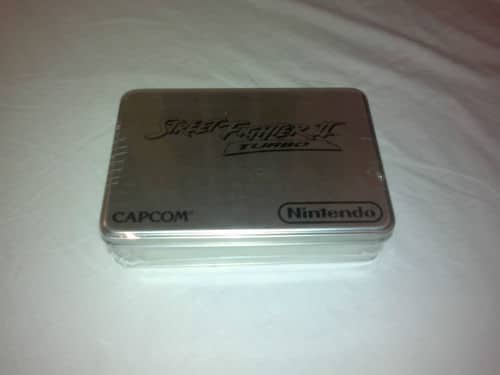 STREET FIGHTER II
TURBO
CAPCOM® Nintendo